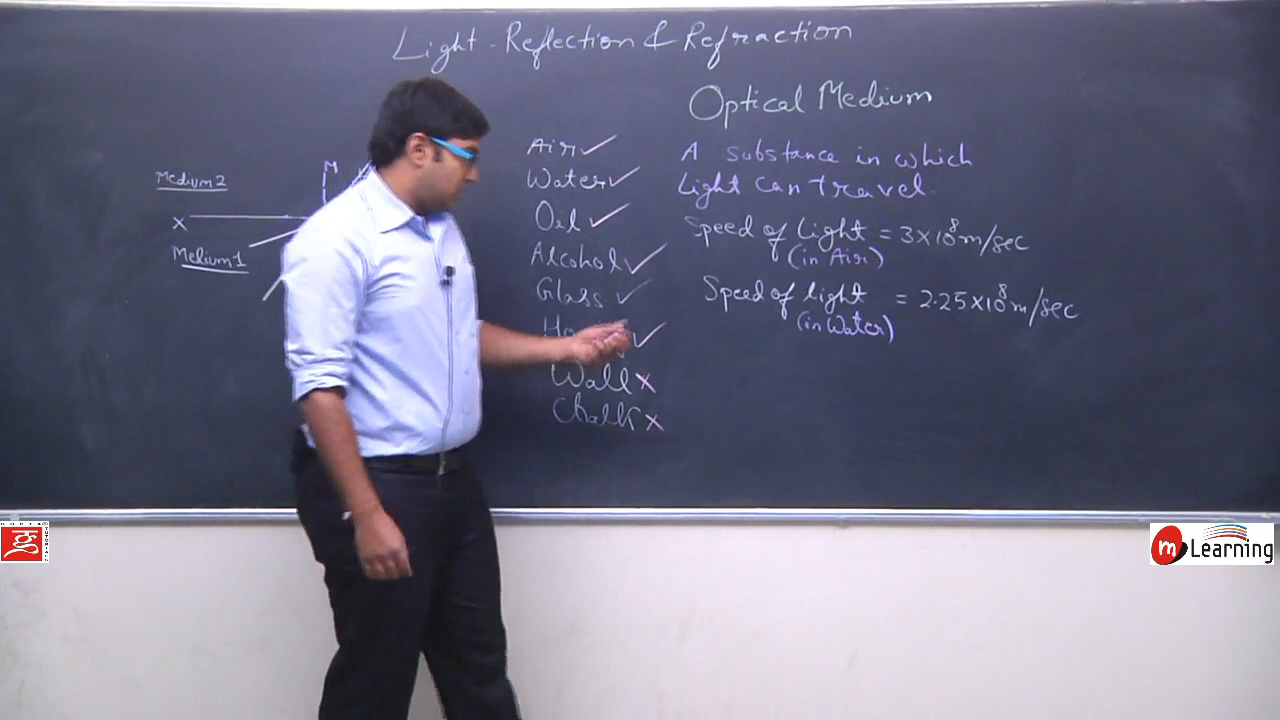 Light - Reflection & Refraction
Optical Medium
A substance in which
Light can Travel.
Speed of light = 3×10⁸ m/sec
(in Air)
Speed of light = 2.25×10⁸ m/sec
(in Water)
Air ✓
Water ✓
Oil ✓
Alcohol ✓
Glass ✓
✓
Wall ×
Chalk ×
M
Medium 2
X
Medium 1
m Learning